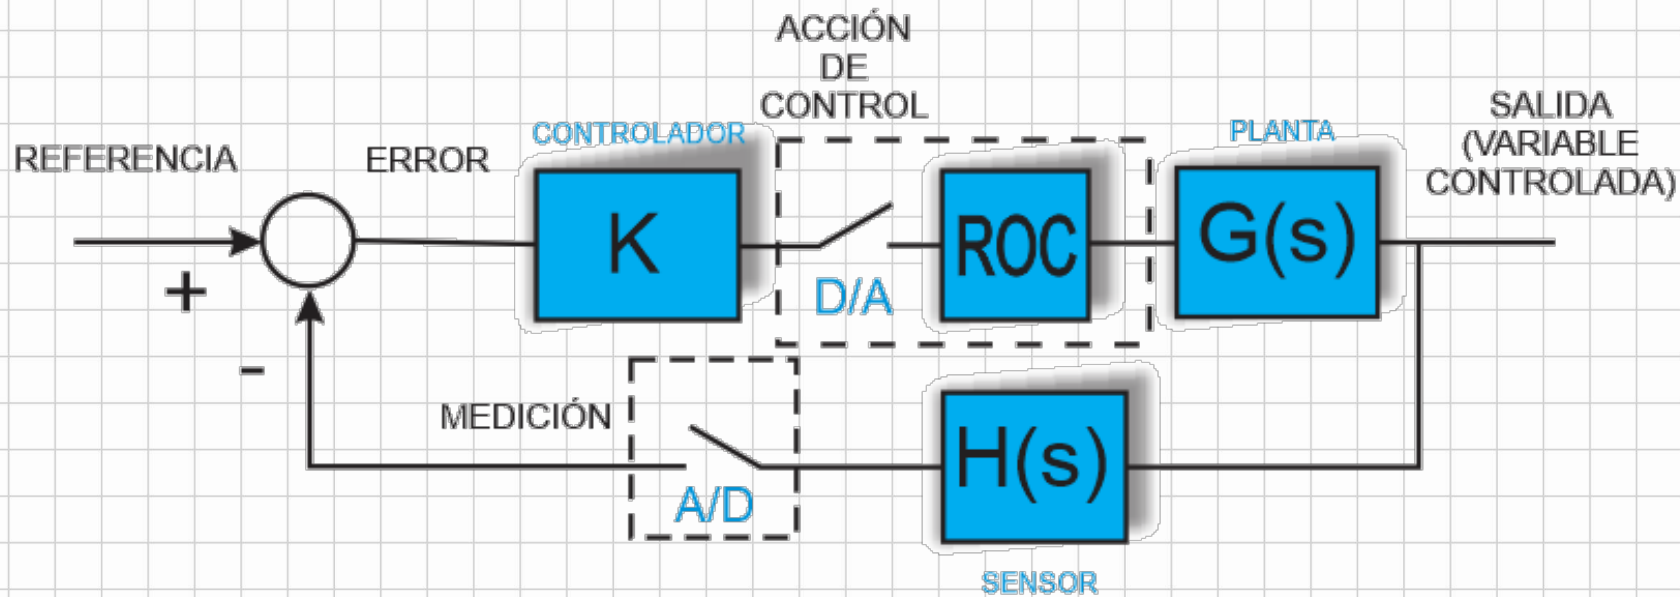 ACCIÓN
DE
CONTROL
SALIDA
(VARIABLE
CONTROLADA)
REFERENCIA
ERROR
CONTROLADOR
PLANTA
K
ROC
G(s)
+
D/A
-
MEDICIÓN
H(s)
A/D
SENSOR